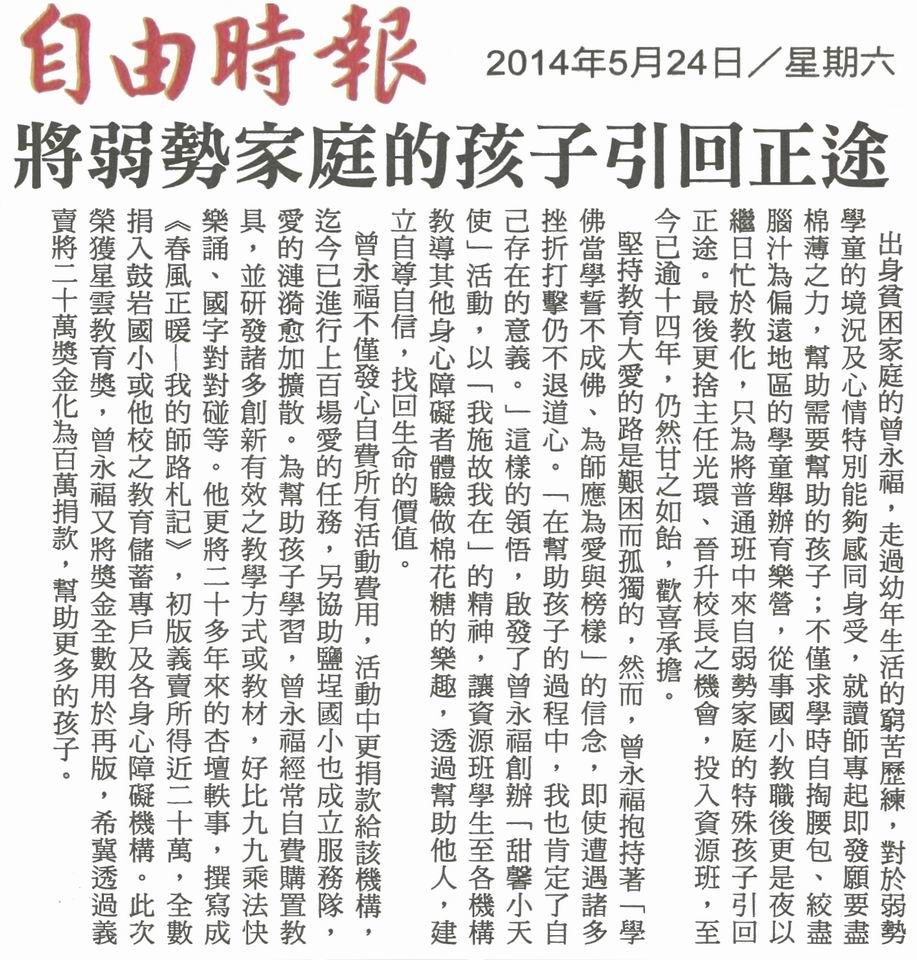 自由時報
2014年5月24日／星期六
將弱勢家庭的孩子引回正途
出身貧困家庭的曾永福，走過幼年生活的窮苦歷練，對於弱勢
學童的境況及心情特別能夠感同身受，就讀師專起即發願要盡
棉薄之力，幫助需要幫助的孩子；不僅求學時自掏腰包、絞盡
腦汁為偏遠地區的學童舉辦育樂營，從事國小教職後更是夜以
繼日忙於教化，只為將普通班中來自弱勢家庭的特殊孩子引回
正途。最後更捨主任光環、晉升校長之機會，投入資源班，至
今已逾十四年，仍然甘之如飴，歡喜承擔。
堅持教育大愛的路是艱困而孤獨的，然而，曾永福抱持著「學
佛當學誓不成佛、為師應為愛與榜樣」的信念，即使遭遇諸多
挫折打擊仍不退道心。「在幫助孩子的過程中，我也肯定了自
己存在的意義。」這樣的領悟，啟發了曾永福創辦「甜馨小天
使」活動，以「我施故我在」的精神，讓資源班學生至各機構
教導其他身心障礙者體驗做棉花糖的樂趣，透過幫助他人，建
立自尊自信，找回生命的價值。
曾永福不僅發心自費所有活動費用，活動中更捐款給該機構，
迄今已進行上百場愛的任務，另協助鹽埕國小也成立服務隊，
愛的漣漪愈加擴散。為幫助孩子學習，曾永福經常自費購置教
具，並研發諸多創新有效之教學方式或教材，好比九九乘法快
樂誦、國字對對碰等。他更將二十多年來的杏壇軼事，撰寫成
《春風正暖—我的師路札記》，初版義賣所得近二十萬，全數
捐入鼓岩國小或他校之教育儲蓄專戶及各身心障礙機構。此次
榮獲星雲教育獎，曾永福又將獎金全數用於再版，希冀透過義
賣將二十萬獎金化為百萬捐款，幫助更多的孩子。